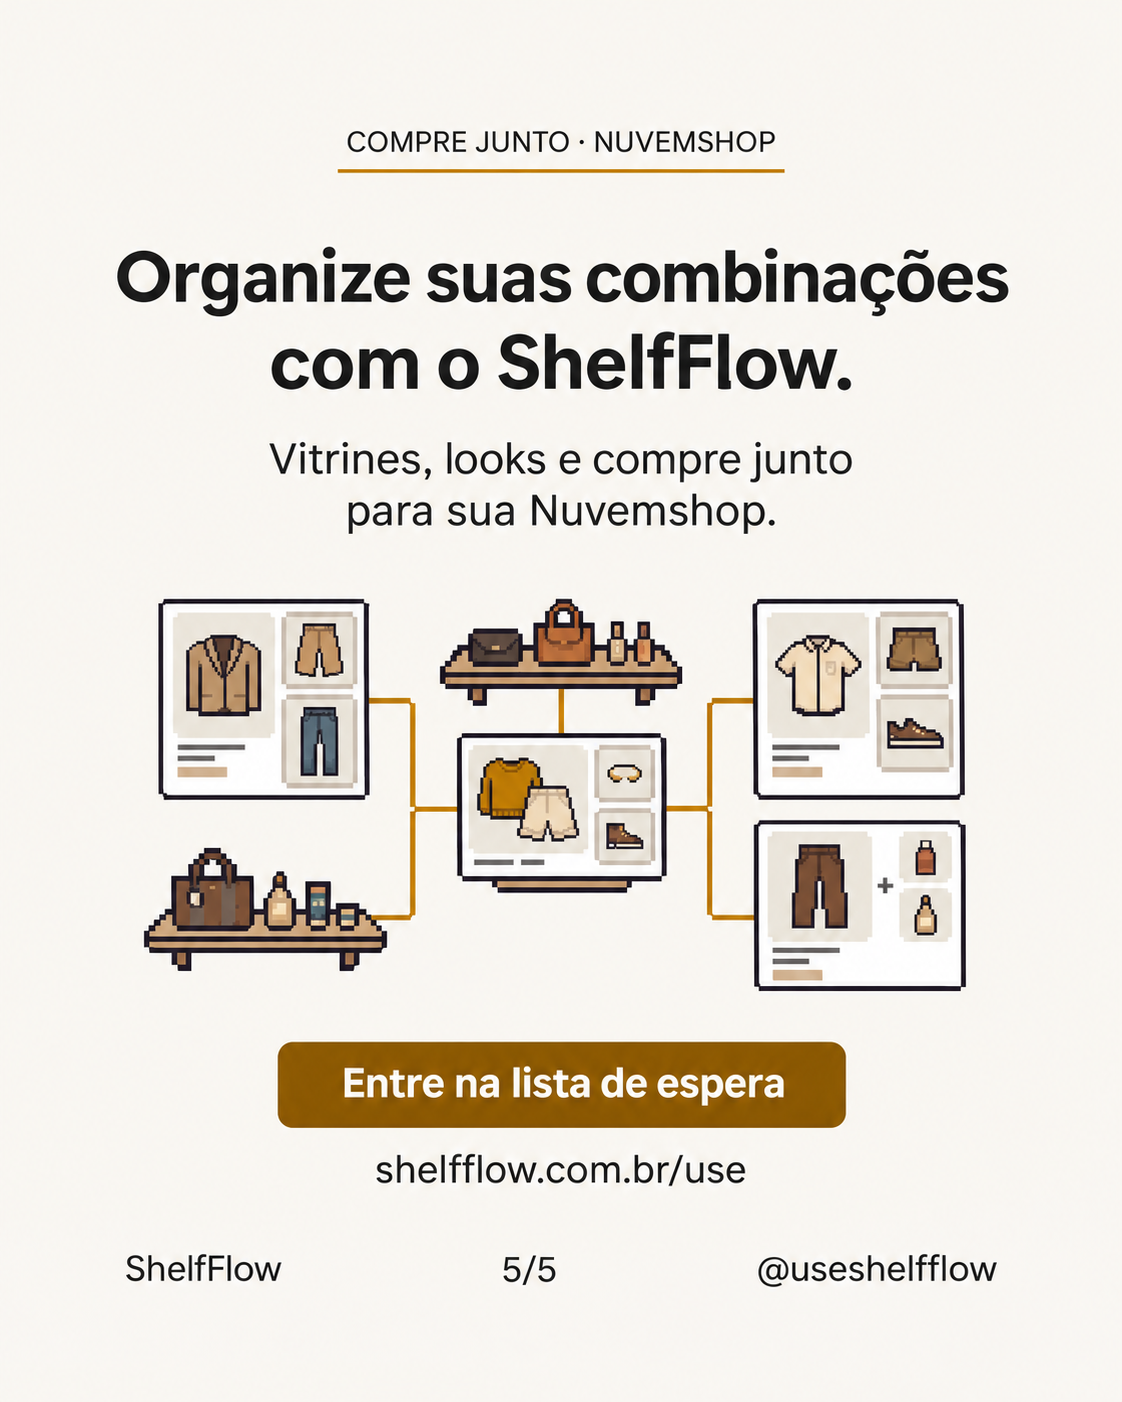 COMPRE JUNTO · NUVEMSHOP
Organize suas combinações
com o ShelfFlow.
Vitrines, looks e compre junto
para sua Nuvemshop.
+
Entre na lista de espera
shelfflow.com.br/use
ShelfFlow
5/5
@useshelfflow